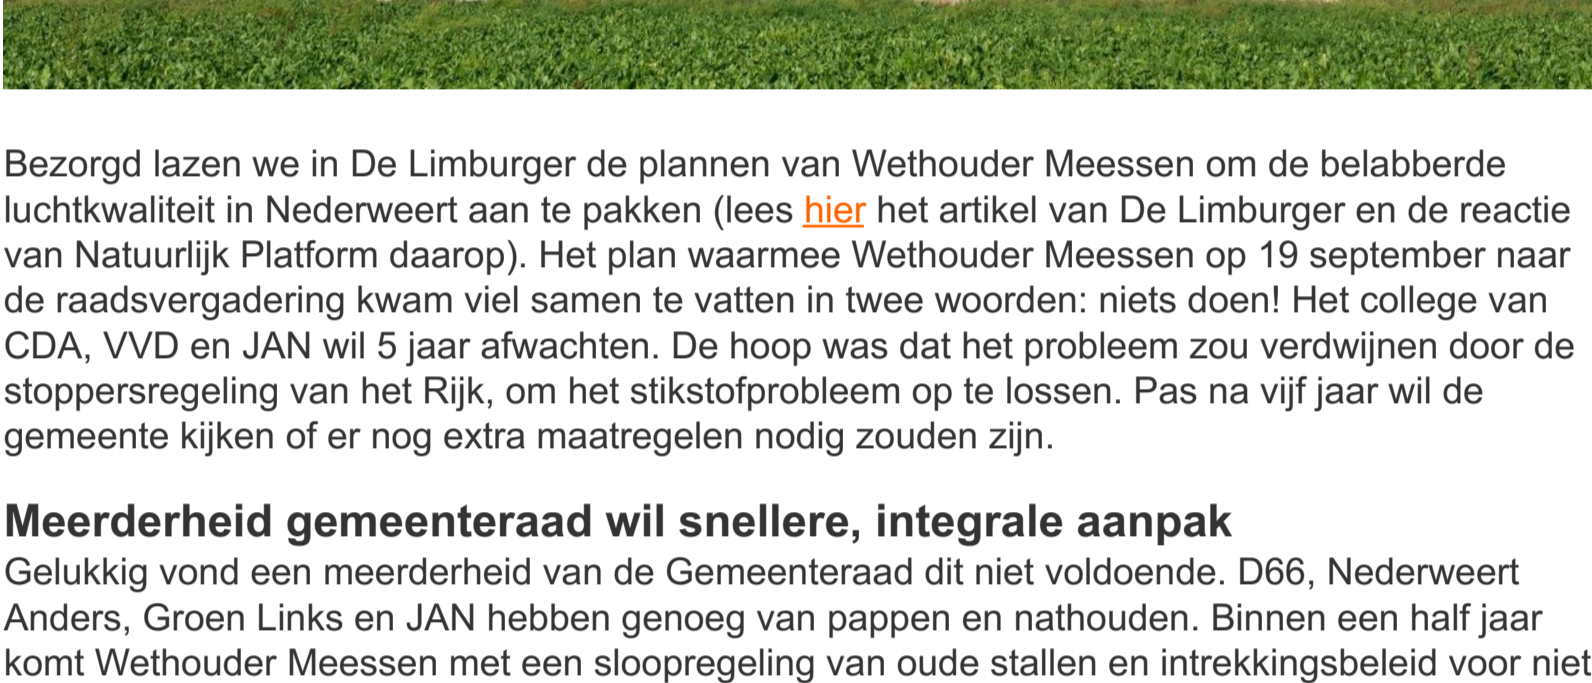 Bezorgd lazen we in De Limburger de plannen van Wethouder Meessen om de belabberde
luchtkwaliteit in Nederweert aan te pakken (lees hier het artikel van De Limburger en de reactie
van Natuurlijk Platform daarop). Het plan waarmee Wethouder Meessen op 19 september naar
de raadsvergadering kwam viel samen te vatten in twee woorden: niets doen! Het college van
CDA, VVD en JAN wil 5 jaar afwachten. De hoop was dat het probleem zou verdwijnen door de
stoppersregeling van het Rijk, om het stikstofprobleem op te lossen. Pas na vijf jaar wil de
gemeente kijken of er nog extra maatregelen nodig zouden zijn.
Meerderheid gemeenteraad wil snellere, integrale aanpak
Gelukkig vond een meerderheid van de Gemeenteraad dit niet voldoende. D66, Nederweert
Anders, Groen Links en JAN hebben genoeg van pappen en nathouden. Binnen een half jaar
komt Wethouder Meessen met een sloopregeling van oude stallen en intrekkingsbeleid voor niet